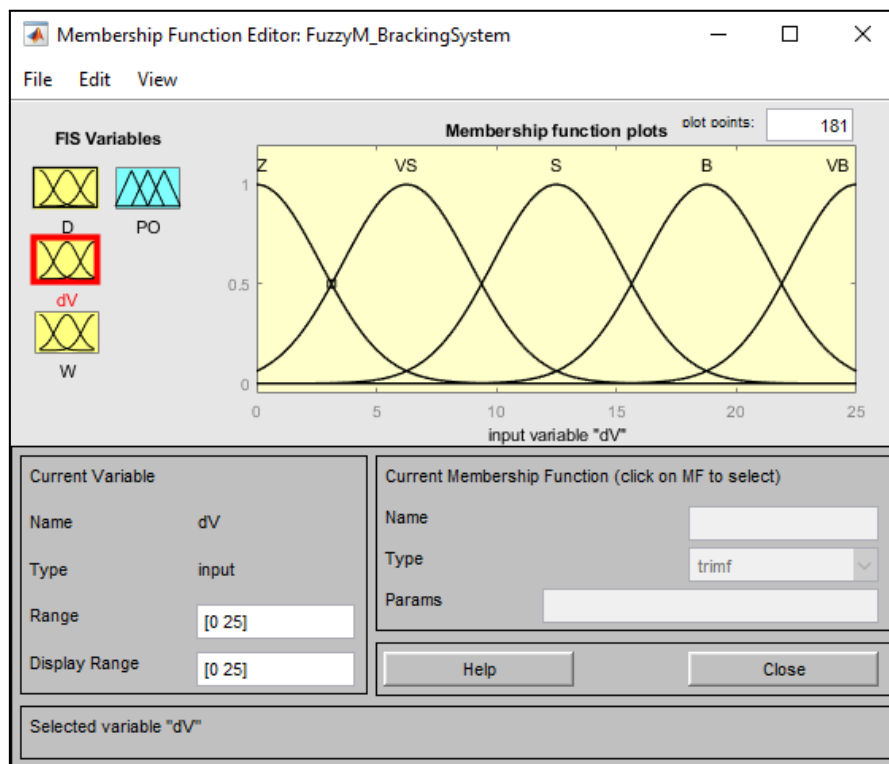 Membership Function Editor: FuzzyM_BrackingSystem
File Edit View
FIS Variables
D
PO
dV
W
Membership function plots
plot points:
181
Z VS S B VB
1
0.5
0
0 5 10 15 20 25
input variable "dV"
Current Variable
Name dV
Type input
Range [0 25]
Display Range [0 25]
Current Membership Function (click on MF to select)
Name
Type trimf
Params
Help Close
Selected variable "dV"